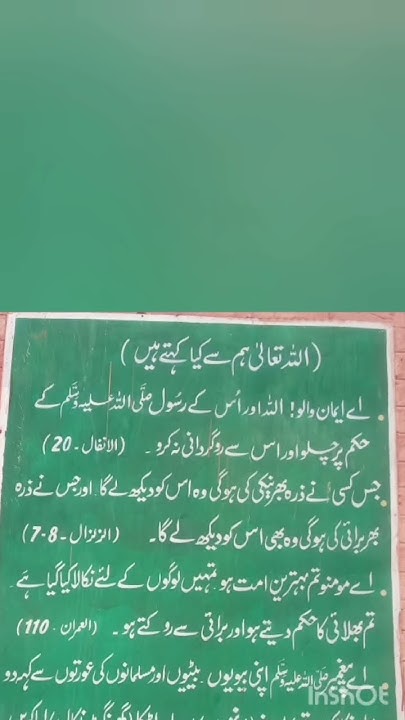 (اللہ تعالیٰ ہم سے کیا کہتے ہیں)
۔ اے ایمان والو! اللہ اور اُس کے رسُول صَلَّی اللہُ عَلَیہِ وَسَلَّم کے
حکم پر چلو اور اس سے روگردانی نہ کرو ۔ (الانفال ۔ 20)
۔ جس کسی نے ذرہ بھر نیکی کی ہوگی وہ اس کو دیکھ لے گا اور جس نے ذرہ
بھر برائی کی ہوگی وہ بھی اس کو دیکھ لے گا۔ (الزلزال ۔ 8-7)
۔ اے مومنو تم بہترین امت ہو تمہیں لوگوں کے لئے نکالا کیا گیا ہے ۔
تم بھلائی کا حکم دیتے ہو اور برائی سے روکتے ہو ۔ (العمران ۔ 110)
۔ اے پیغمبر صلی اللہ علیہ وسلم اپنی بیویوں بیٹیوں اور مسلمانوں کی عورتوں سے کہہ دو
InShOt